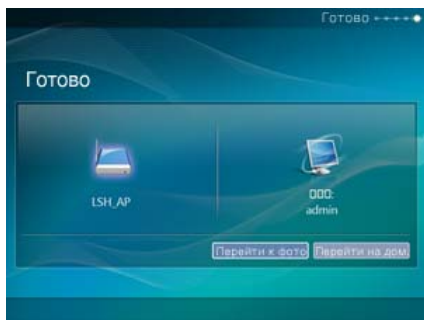 Готово
Готово
LSH_AP
admin
Перейти к фото
Перейти на дом.